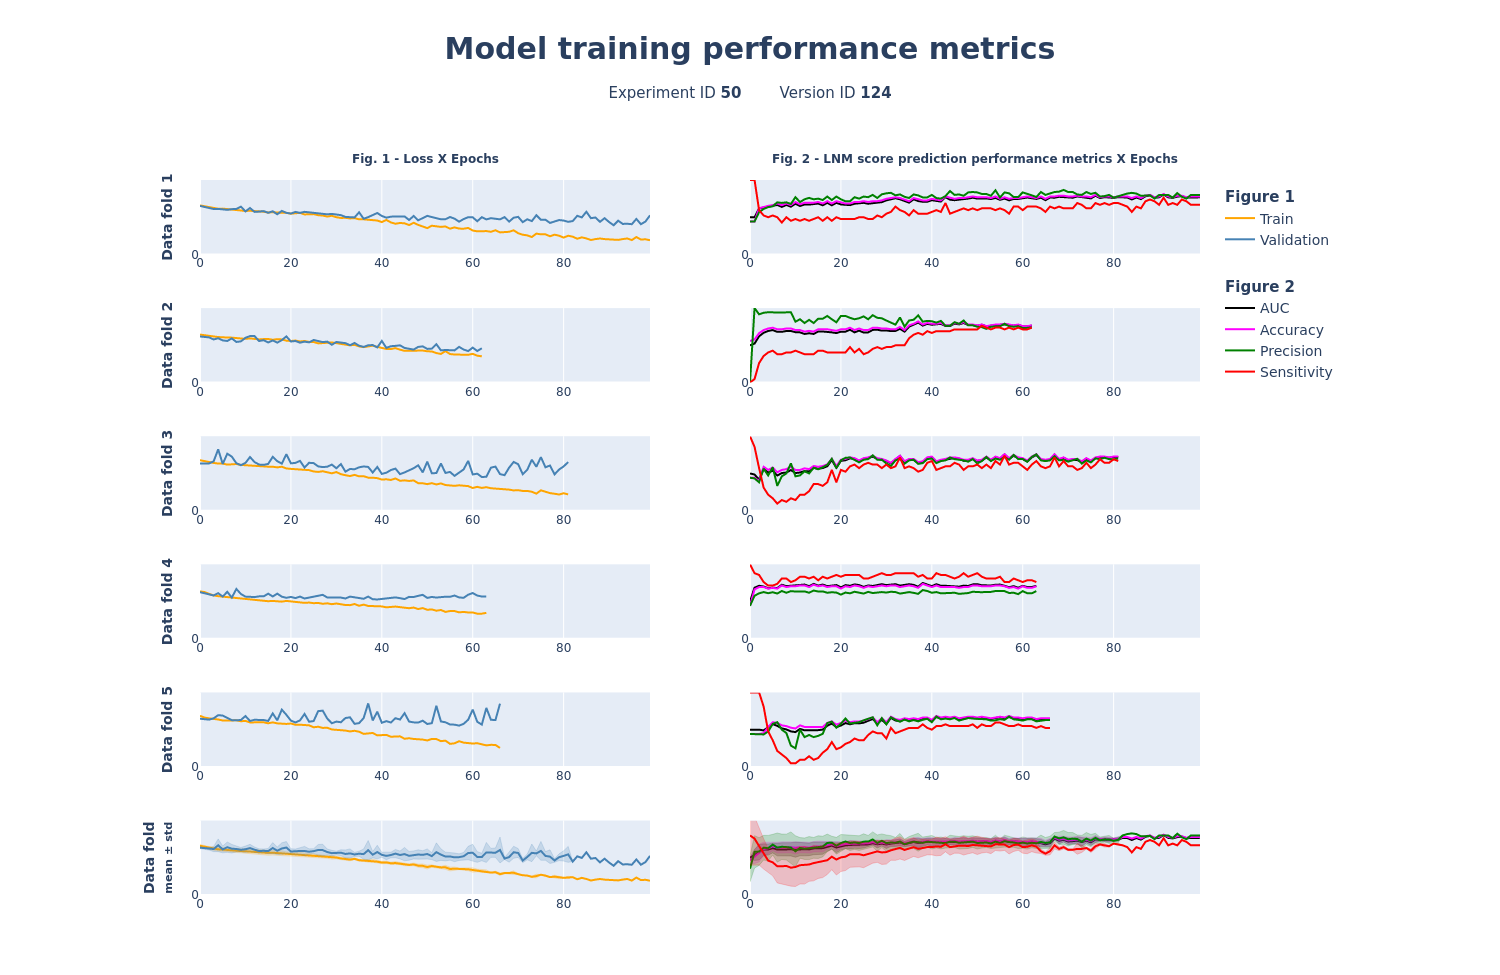 Model training performance metrics
Experiment ID 50 Version ID 124
Fig. 1 - Loss X Epochs
Fig. 2 - LNM score prediction performance metrics X Epochs
Data fold 1
0
0 20 40 60 80
0
0 20 40 60 80
Figure 1
Train
Validation
Figure 2
AUC
Accuracy
Precision
Sensitivity
Data fold 2
0
0 20 40 60 80
0
0 20 40 60 80
Data fold 3
0
0 20 40 60 80
0
0 20 40 60 80
Data fold 4
0
0 20 40 60 80
0
0 20 40 60 80
Data fold 5
0
0 20 40 60 80
0
0 20 40 60 80
Data fold
mean ± std
0
0 20 40 60 80
0
0 20 40 60 80